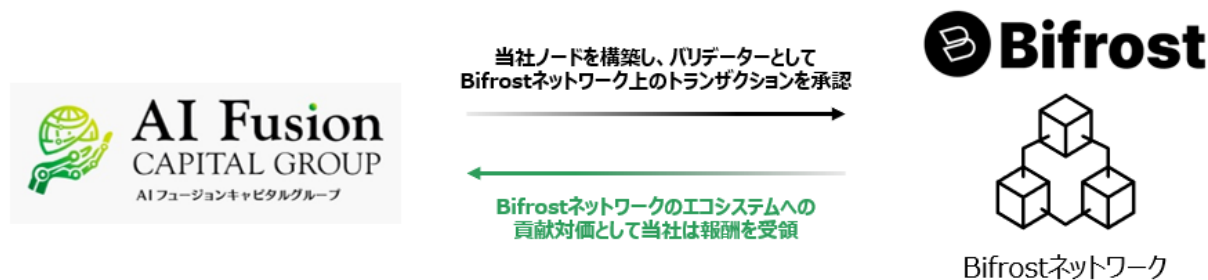 AI Fusion
CAPITAL GROUP
AIフュージョンキャピタルグループ
当社ノードを構築し、バリデーターとして
Bifrostネットワーク上のトランザクションを承認
Bifrostネットワークのエコシステムへの
貢献対価として当社は報酬を受領
Bifrost
Bifrostネットワーク